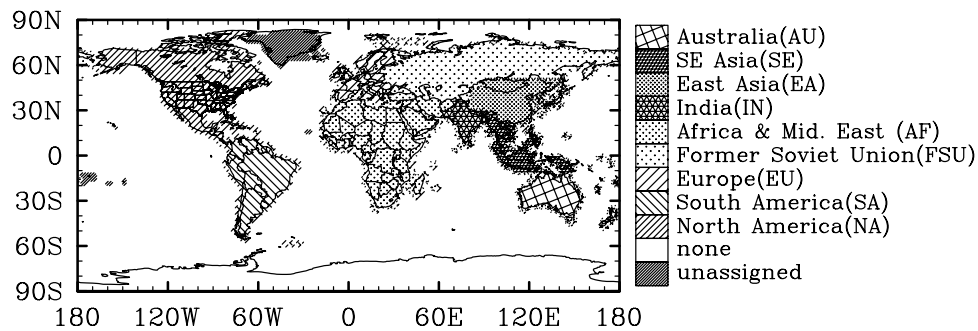 90N
60N
30N
0
30S
60S
90S
180 120W 60W 0 60E 120E 180
Australia(AU)
SE Asia(SE)
East Asia(EA)
India(IN)
Africa & Mid. East (AF)
Former Soviet Union(FSU)
Europe(EU)
South America(SA)
North America(NA)
none
unassigned